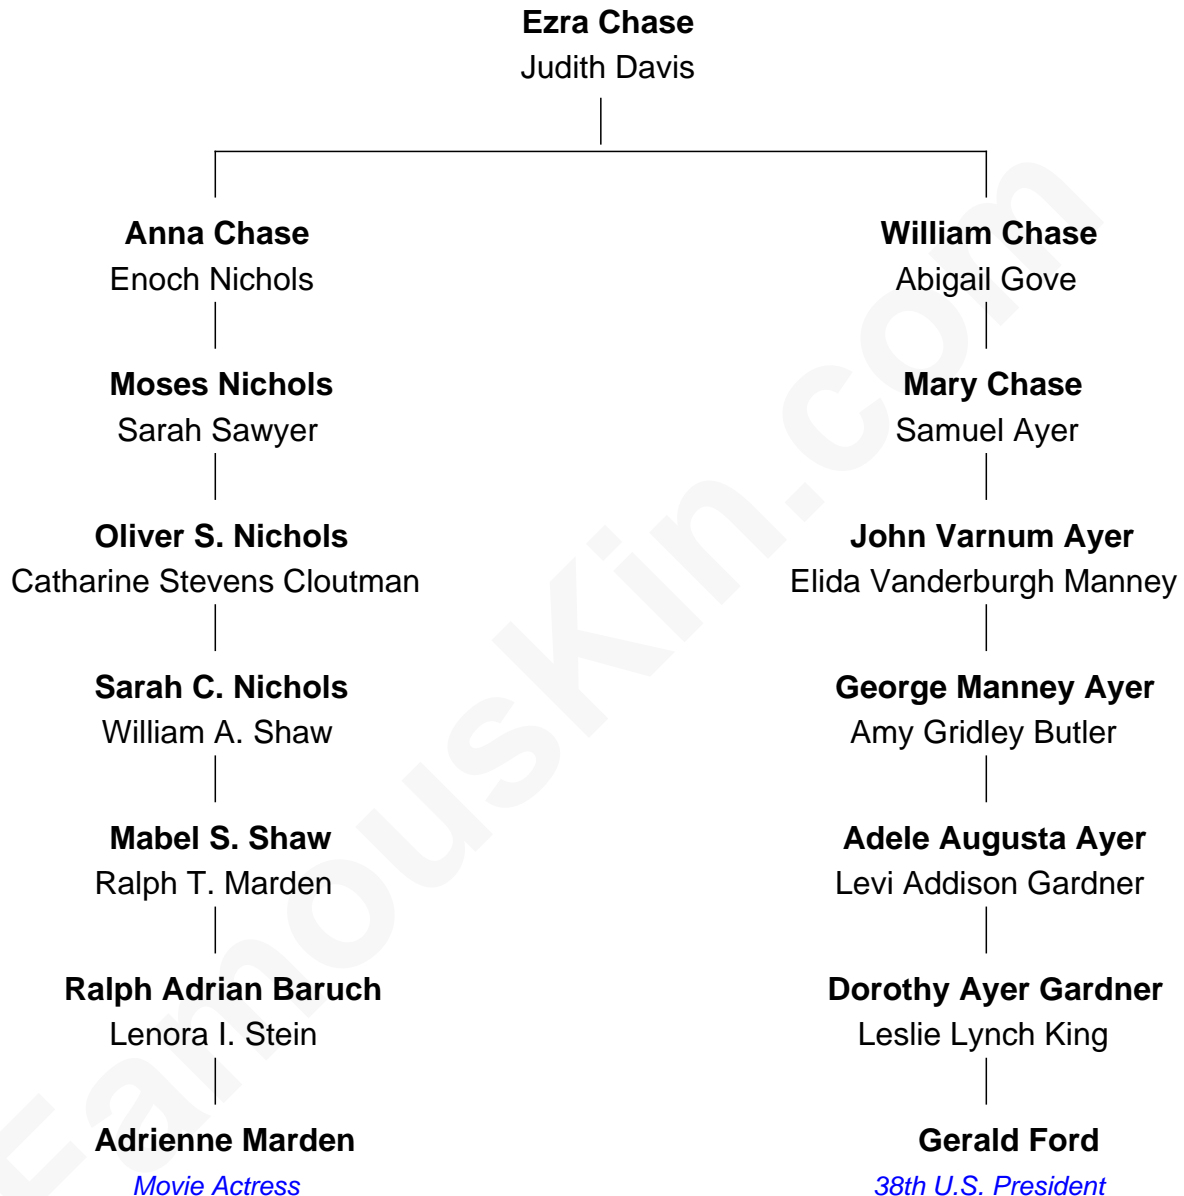 Ezra Chase
Judith Davis
Anna Chase
Enoch Nichols
William Chase
Abigail Gove
Moses Nichols
Sarah Sawyer
Mary Chase
Samuel Ayer
Oliver S. Nichols
Catharine Stevens Cloutman
John Varnum Ayer
Elida Vanderburgh Manney
Sarah C. Nichols
William A. Shaw
George Manney Ayer
Amy Gridley Butler
Mabel S. Shaw
Ralph T. Marden
Adele Augusta Ayer
Levi Addison Gardner
Ralph Adrian Baruch
Lenora I. Stein
Dorothy Ayer Gardner
Leslie Lynch King
Adrienne Marden
Movie Actress
Gerald Ford
38th U.S. President
FamousKin.com